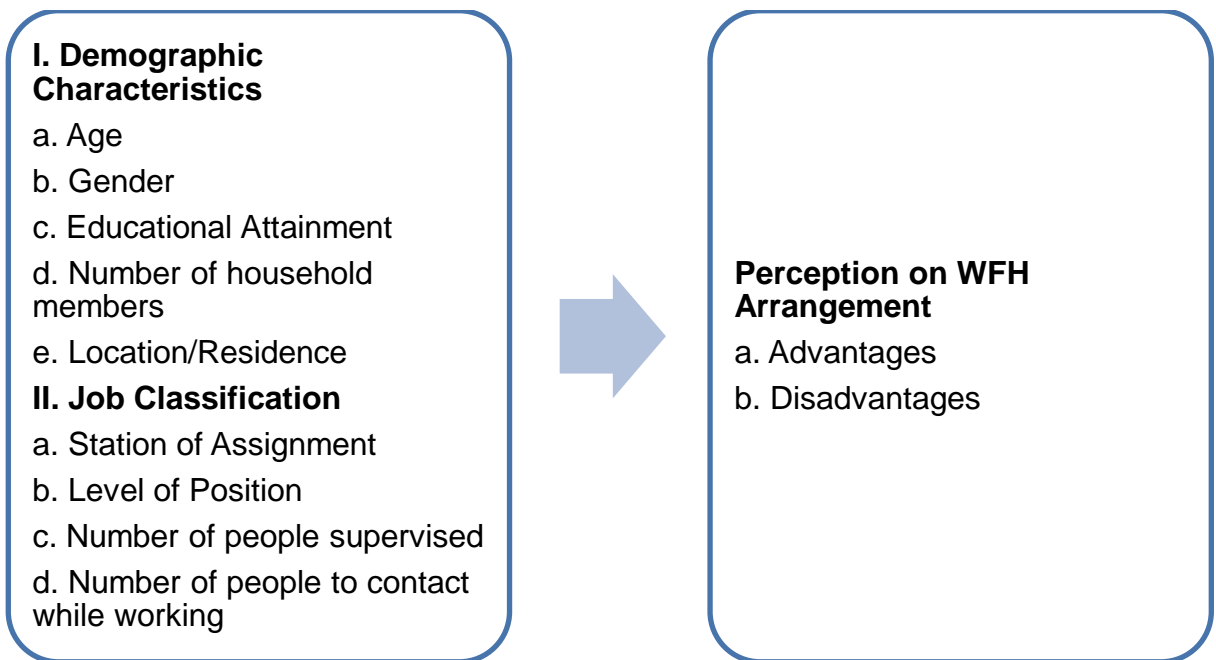 I. Demographic
Characteristics
a. Age
b. Gender
c. Educational Attainment
d. Number of household
members
e. Location/Residence
II. Job Classification
a. Station of Assignment
b. Level of Position
c. Number of people supervised
d. Number of people to contact
while working
Perception on WFH
Arrangement
a. Advantages
b. Disadvantages